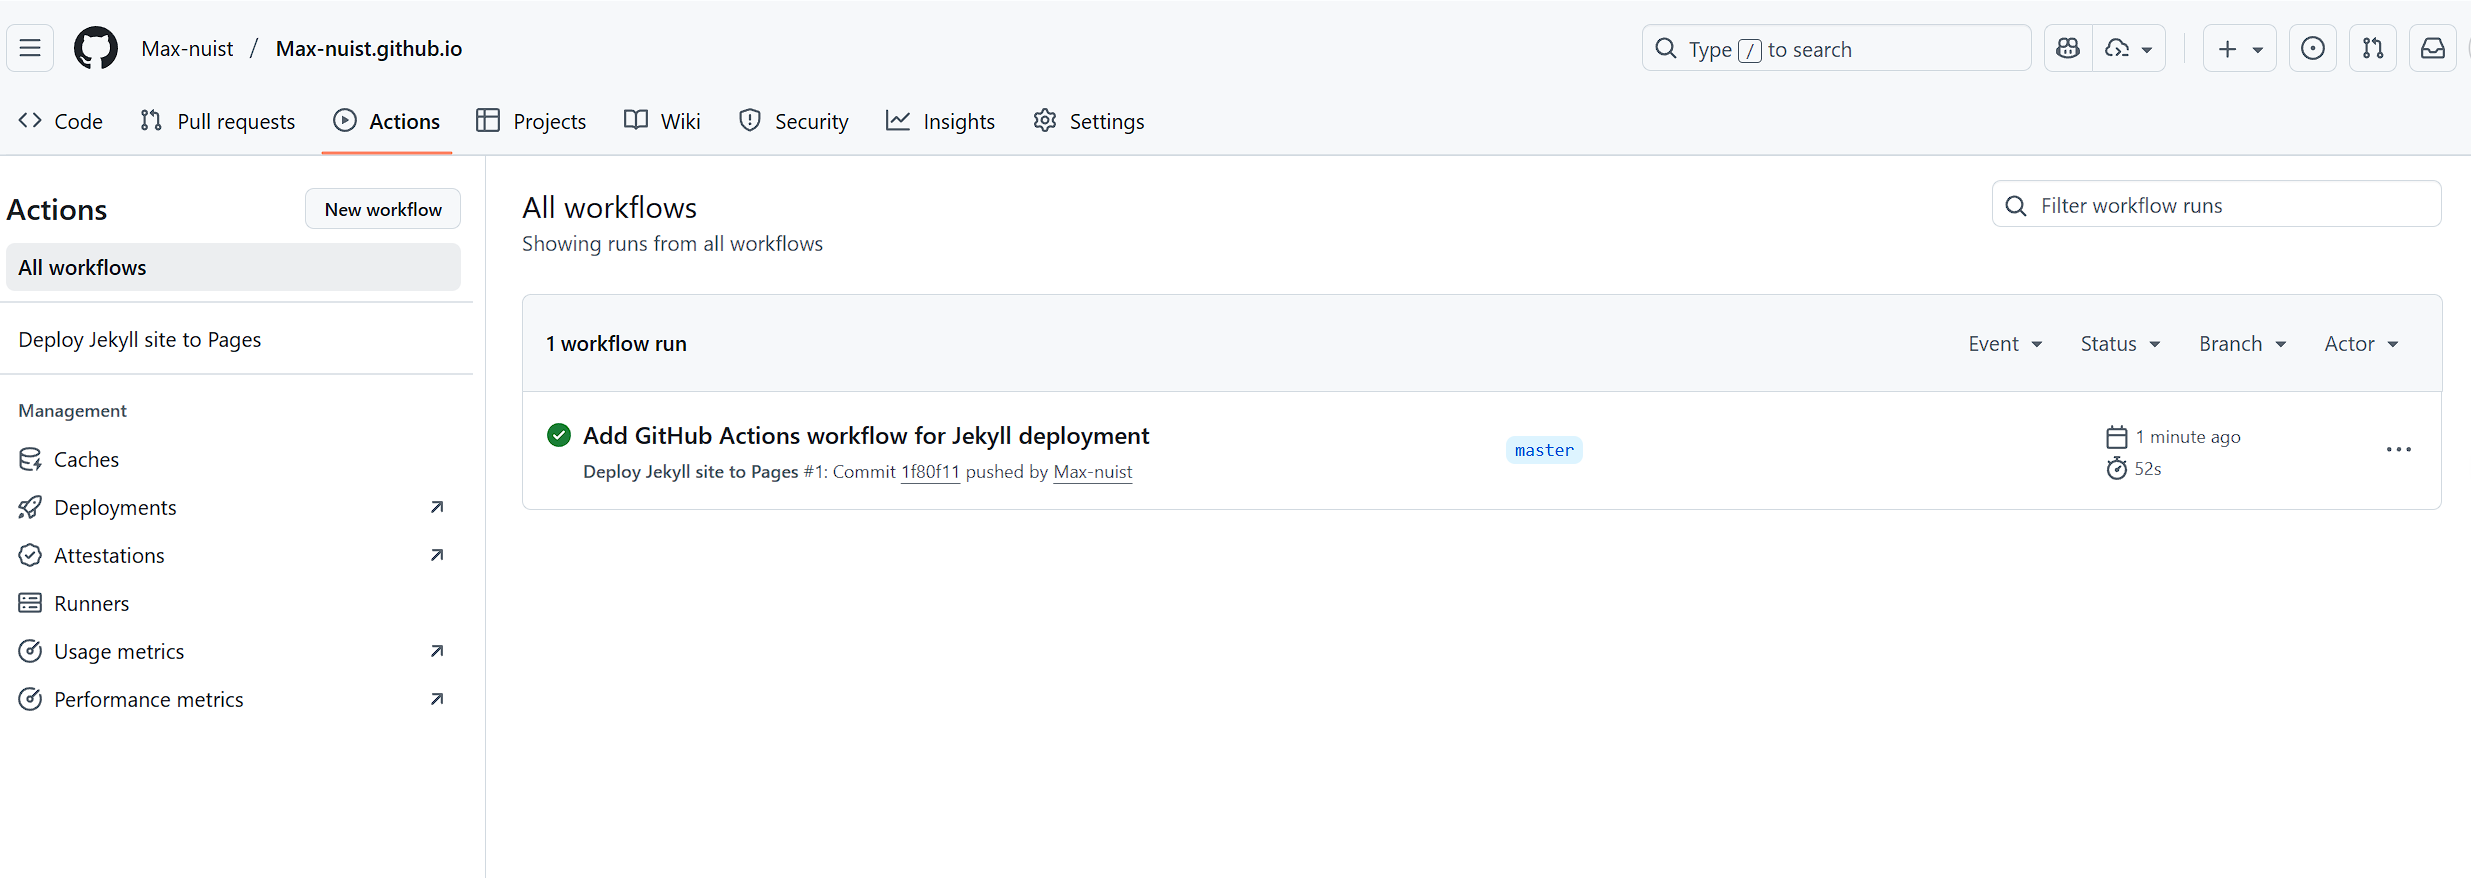 Max-nuist / Max-nuist.github.io
Type / to search
Code
Pull requests
Actions
Projects
Wiki
Security
Insights
Settings
Actions
New workflow
All workflows
Deploy Jekyll site to Pages
Management
Caches
Deployments
Attestations
Runners
Usage metrics
Performance metrics
All workflows
Showing runs from all workflows
Filter workflow runs
1 workflow run
Event
Status
Branch
Actor
Add GitHub Actions workflow for Jekyll deployment
Deploy Jekyll site to Pages #1: Commit 1f80f11 pushed by Max-nuist
master
1 minute ago
52s